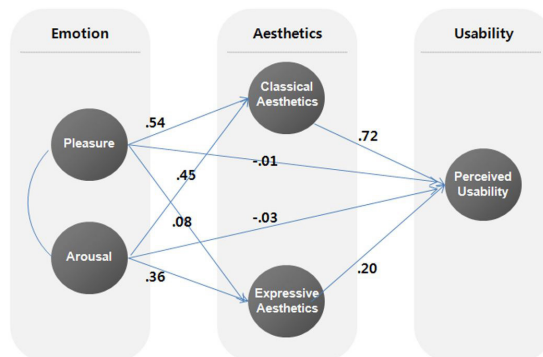 Emotion
Aesthetics
Usability
Classical
Aesthetics
.54
.72
Pleasure
-.01
.45
Perceived
Usability
-.03
.08
Arousal
.36
.20
Expressive
Aesthetics